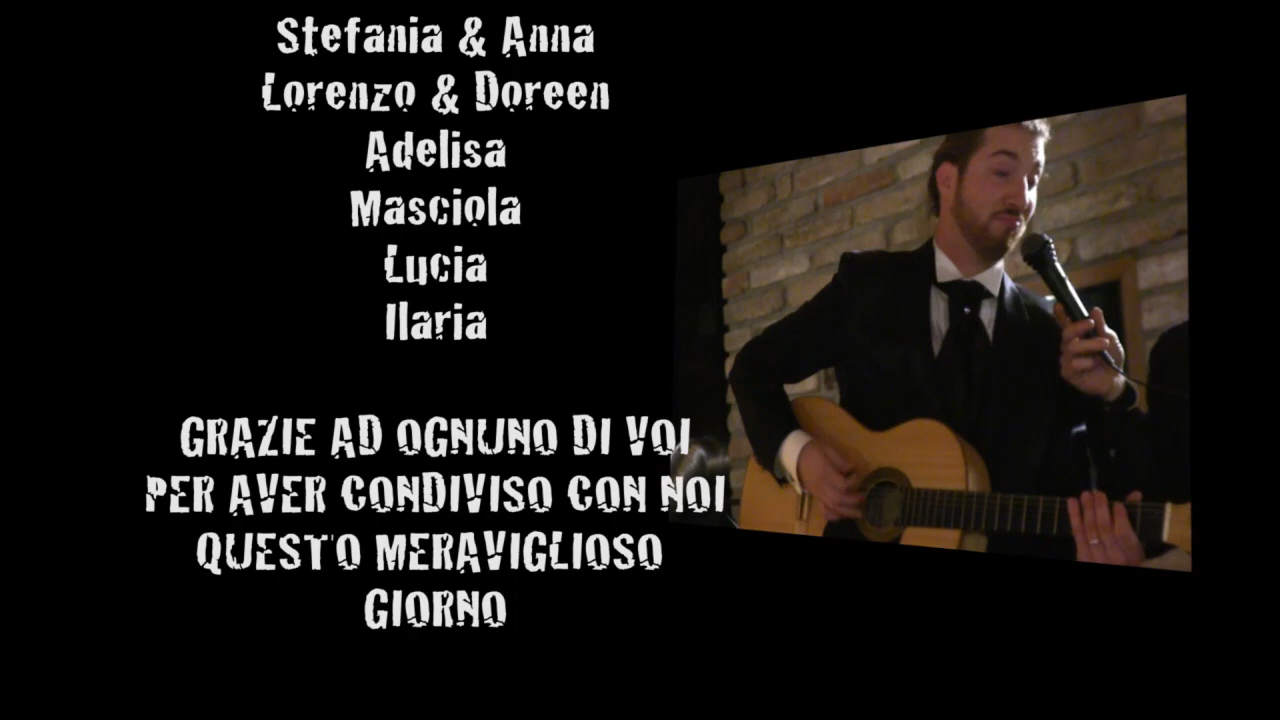 Stefania & Anna
Lorenzo & Doreen
Adelisa
Masciola
Lucia
Ilaria
GRAZIE AD OGNUNO DI VOI
PER AVER CONDIVISO CON NOI
QUESTO MERAVIGLIOSO
GIORNO